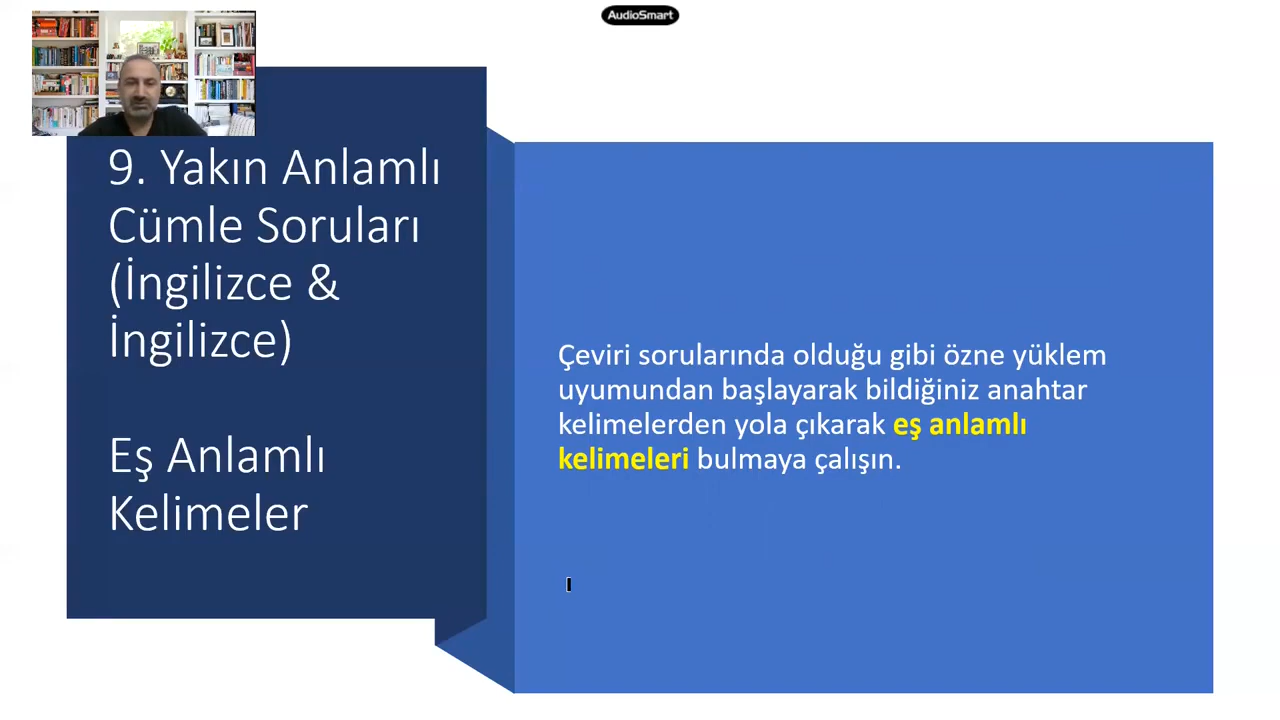 AudioSmart
9. Yakın Anlamlı
Cümle Soruları
(İngilizce &
İngilizce)
Eş Anlamlı
Kelimeler
Çeviri sorularında olduğu gibi özne yüklem
uyumundan başlayarak bildiğiniz anahtar
kelimelerden yola çıkarak eş anlamlı
kelimeleri bulmaya çalışın.